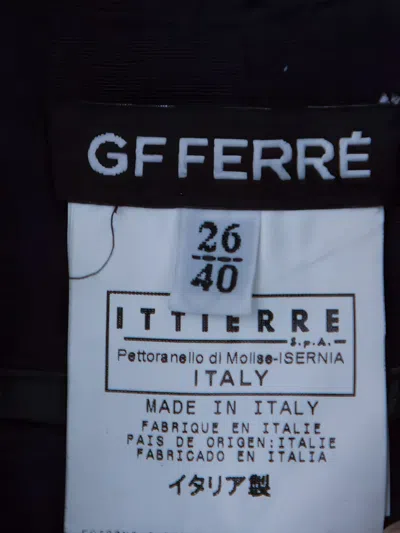 GF FERRÉ
26
40
ITTIERRE
S.p.A.
Pettoranello di Molise-ISERNIA
ITALY
MADE IN ITALY
FABRIQUE EN ITALIE
PAIS DE ORIGEN:ITALIE
FABRICADO EN ITALIA
イタリア製